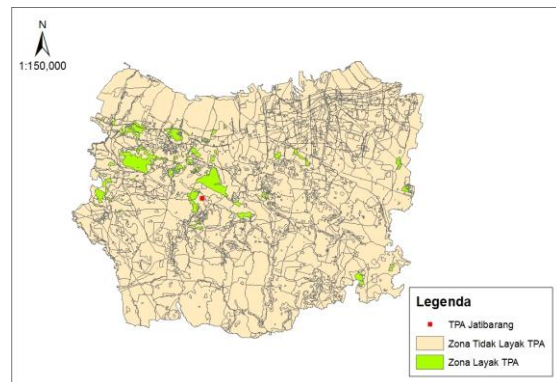 N
1:150,000
Legenda
TPA Jatibarang
Zona Tidak Layak TPA
Zona Layak TPA